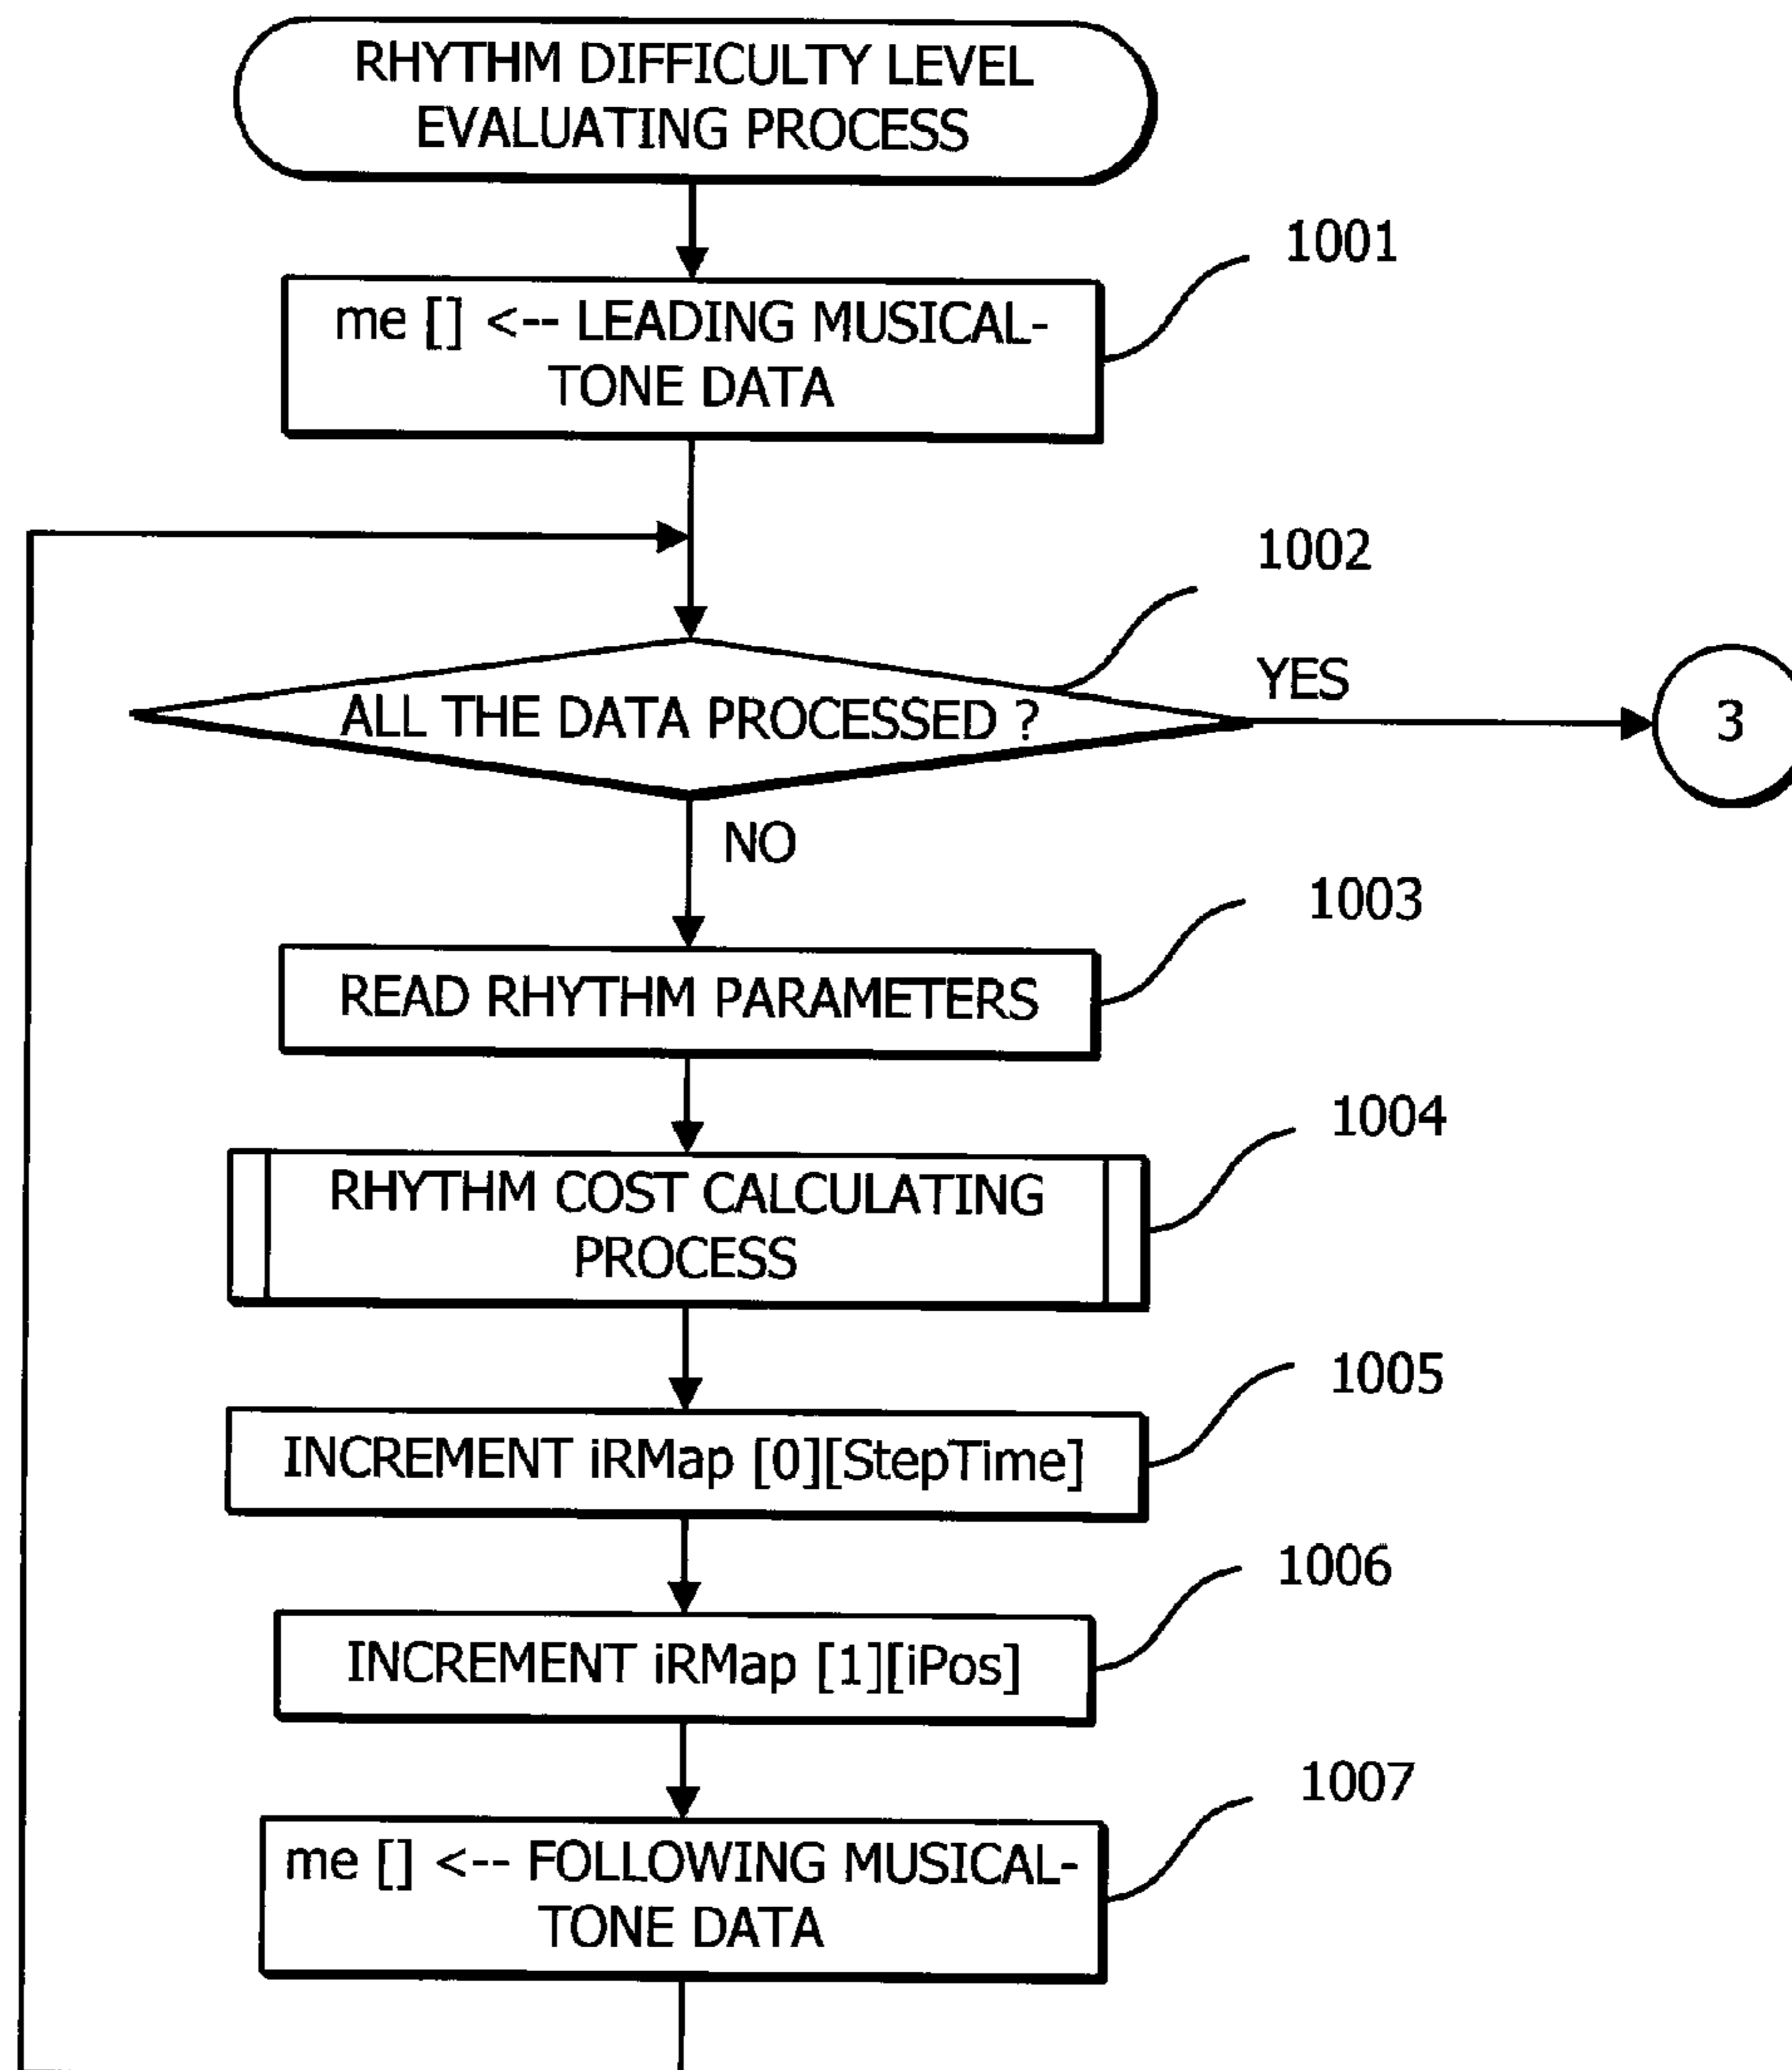 RHYTHM DIFFICULTY LEVEL
EVALUATING PROCESS
1001
me [] <-- LEADING MUSICAL-
TONE DATA
1002
ALL THE DATA PROCESSED ?
YES
3
NO
1003
READ RHYTHM PARAMETERS
1004
RHYTHM COST CALCULATING
PROCESS
1005
INCREMENT iRMap [0][StepTime]
1006
INCREMENT iRMap [1][iPos]
1007
me [] <-- FOLLOWING MUSICAL-
TONE DATA